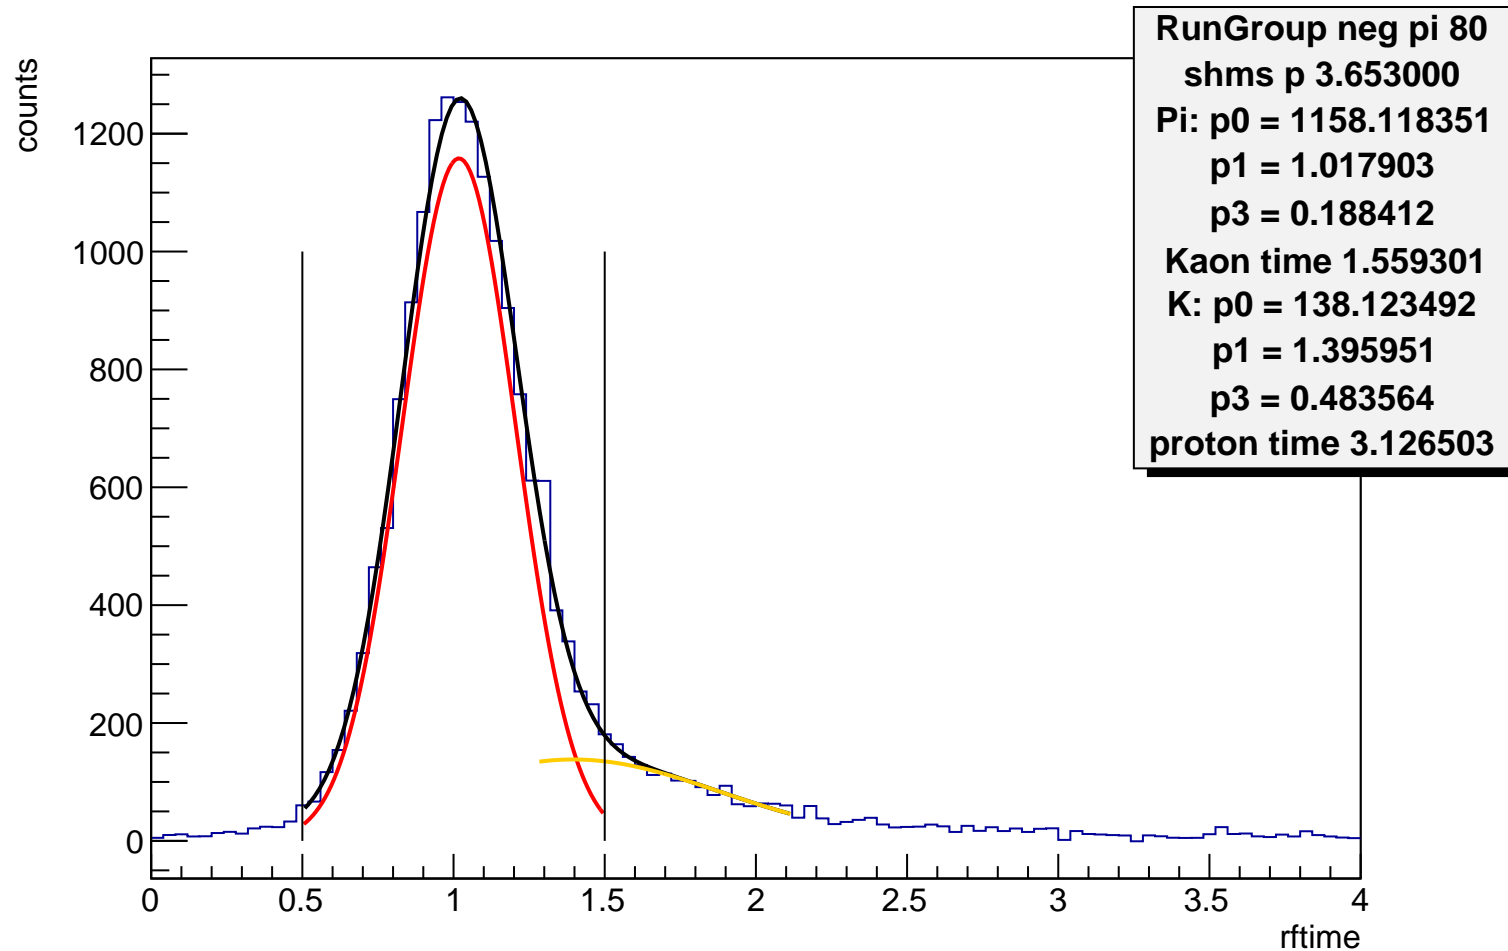 RunGroup neg pi 80
shms p 3.653000
Pi: p0 = 1158.118351
p1 = 1.017903
p3 = 0.188412
Kaon time 1.559301
K: p0 = 138.123492
p1 = 1.395951
p3 = 0.483564
proton time 3.126503
counts
1200
1000
800
600
400
200
0
0 0.5 1 1.5 2 2.5 3 3.5 4
rftime